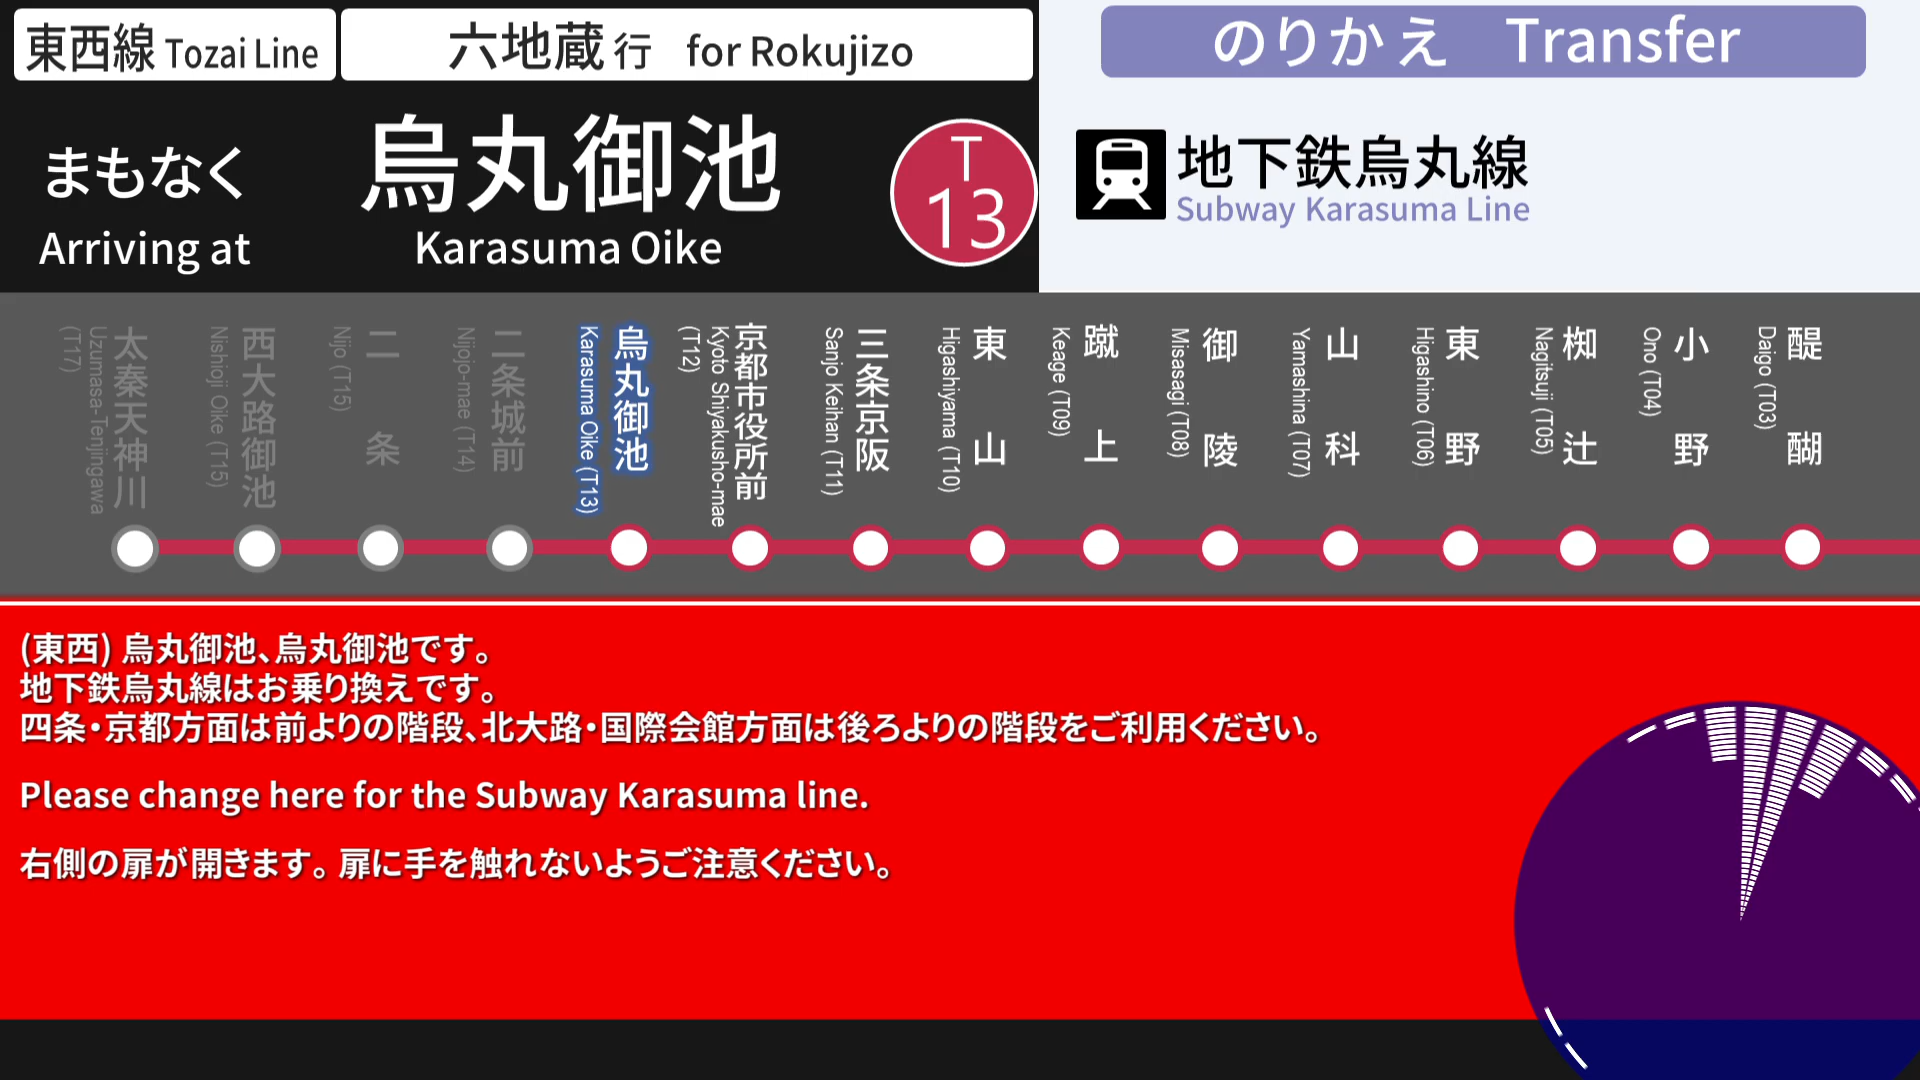 東西線 Tozai Line
六地蔵行 for Rokujizo
まもなく
Arriving at
烏丸御池
Karasuma Oike
T
13
のりかえ Transfer
地下鉄烏丸線
Subway Karasuma Line
太秦天神川
Uzumasa-Tenjingawa
(T17)
西大路御池
Nishioji Oike (T15)
二条
Nijo (T15)
二条城前
Nijojo-mae (T14)
烏丸御池
Karasuma Oike (T13)
京都市役所前
Kyoto Shiyakusho-mae
(T12)
三条京阪
Sanjo Keihan (T11)
東山
Higashiyama (T10)
蹴上
Keage (T09)
御陵
Misasagi (T08)
山科
Yamashina (T07)
東野
Higashino (T06)
椥辻
Nagitsuji (T05)
小野
Ono (T04)
醍醐
Daigo (T03)
(東西) 烏丸御池、烏丸御池です。
地下鉄烏丸線はお乗り換えです。
四条・京都方面は前よりの階段、北大路・国際会館方面は後ろよりの階段をご利用ください。
Please change here for the Subway Karasuma line.
右側の扉が開きます。扉に手を触れないようご注意ください。